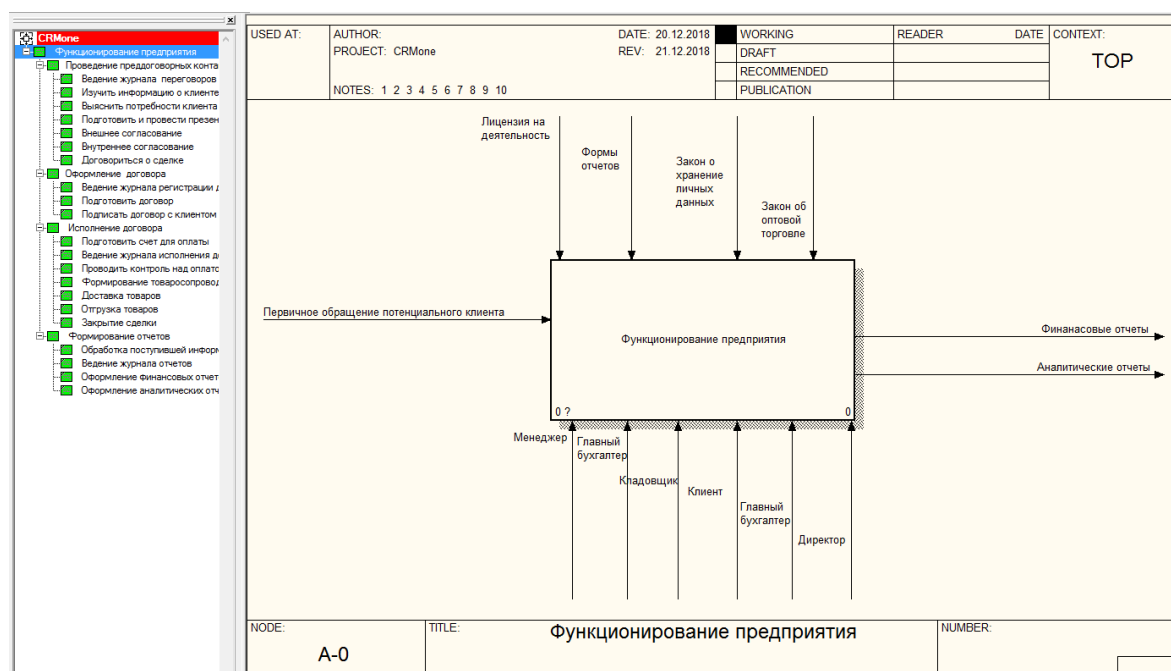 CRMone
Функционирование предприятия
Проведение преддоговорных конта
Ведение журнала переговоров
Изучить информацию о клиенте
Выяснить потребности клиента
Подготовить и провести презен
Внешнее согласование
Внутреннее согласование
Договориться о сделке
Оформление договора
Ведение журнала регистрации д
Подготовить договор
Подписать договор с клиентом
Исполнение договора
Подготовить счет для оплаты
Ведение журнала исполнения до
Проводить контроль над оплато
Формирование товаросопровод
Доставка товаров
Отгрузка товаров
Закрытие сделки
Формирование отчетов
Обработка поступившей информ
Ведение журнала отчетов
Оформление финансовых отчет
Оформление аналитических отч
USED AT:
AUTHOR:
DATE: 20.12.2018
PROJECT: CRMone
REV: 21.12.2018
NOTES: 1 2 3 4 5 6 7 8 9 10
WORKING
DRAFT
RECOMMENDED
PUBLICATION
READER
DATE
CONTEXT:
TOP
Лицензия на
деятельность
Формы
отчетов
Закон о
хранение
личных
данных
Закон об
оптовой
торговле
Первичное обращение потенциального клиента
Функционирование предприятия
0 ?
0
Финанасовые отчеты
Аналитические отчеты
Менеджер
Главный
бухгалтер
Кладовщик
Клиент
Главный
бухгалтер
Директор
NODE:
A-0
TITLE:
Функционирование предприятия
NUMBER: